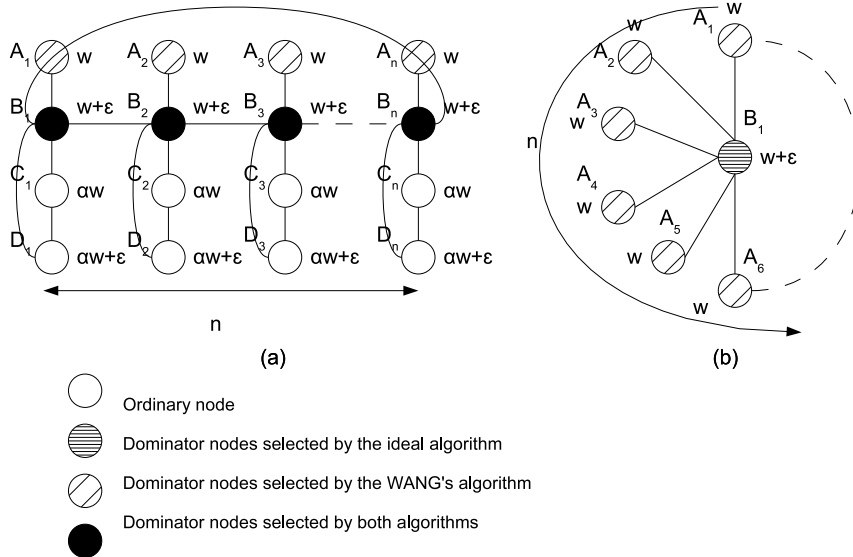 A1 w A2 w A3 w An w
B1 w+ε B2 w+ε B3 w+ε Bn w+ε
C1 αw C2 αw C3 αw Cn αw
D1 αw+ε D2 αw+ε D3 αw+ε Dn αw+ε
n
(a)
w
A1
w
A2
A3
w
n
B1
w+ε
A4
w
A5
w
A6
w
(b)
Ordinary node
Dominator nodes selected by the ideal algorithm
Dominator nodes selected by the WANG's algorithm
Dominator nodes selected by both algorithms